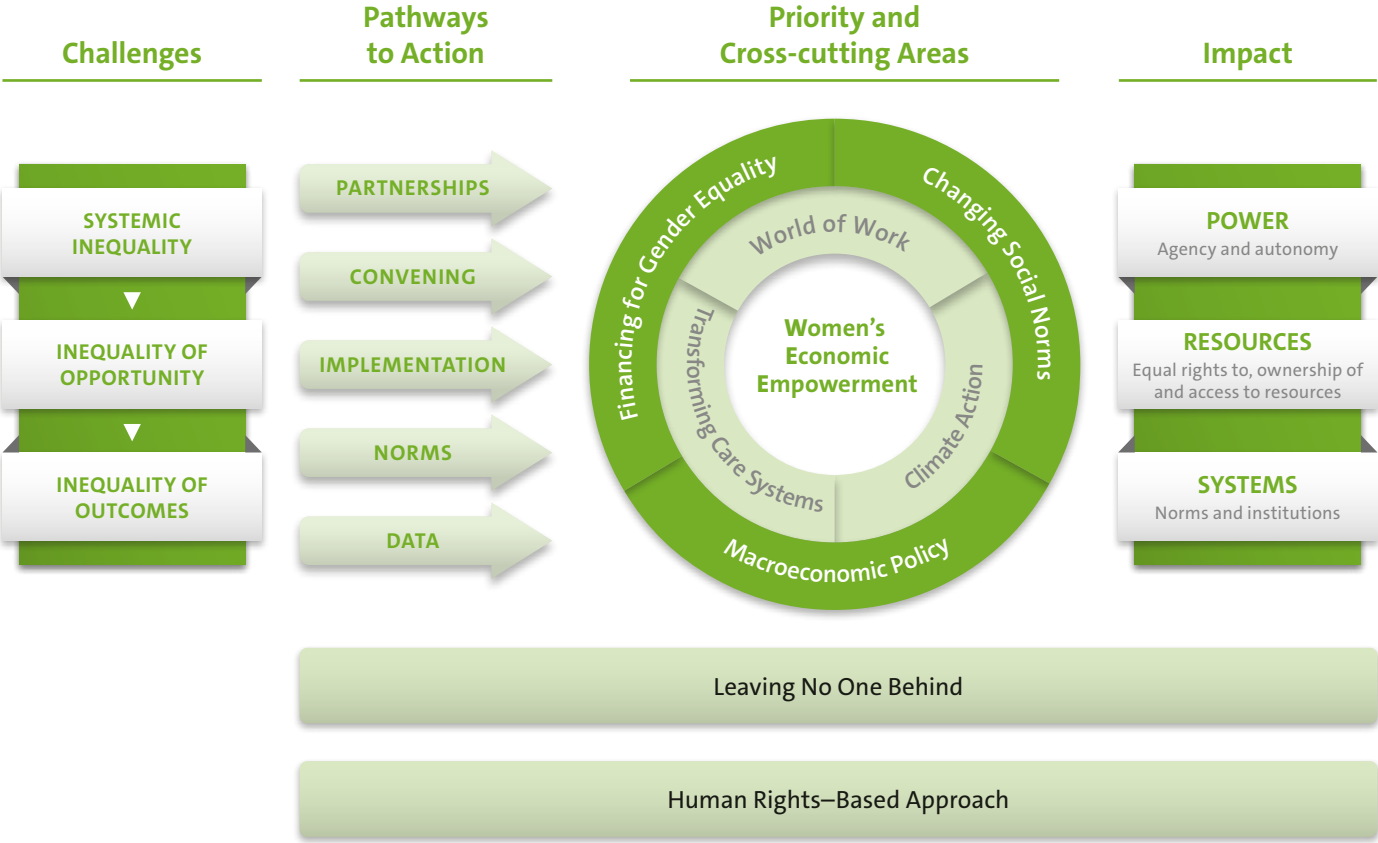 Challenges
Pathways
to Action
Priority and
Cross-cutting Areas
Impact
SYSTEMIC
INEQUALITY
INEQUALITY OF
OPPORTUNITY
INEQUALITY OF
OUTCOMES
PARTNERSHIPS
CONVENING
IMPLEMENTATION
NORMS
DATA
Financing for Gender Equality
Changing Social Norms
Macroeconomic Policy
World of Work
Transforming Care Systems
Climate Action
Women’s
Economic
Empowerment
POWER
Agency and autonomy
RESOURCES
Equal rights to, ownership of
and access to resources
SYSTEMS
Norms and institutions
Leaving No One Behind
Human Rights–Based Approach